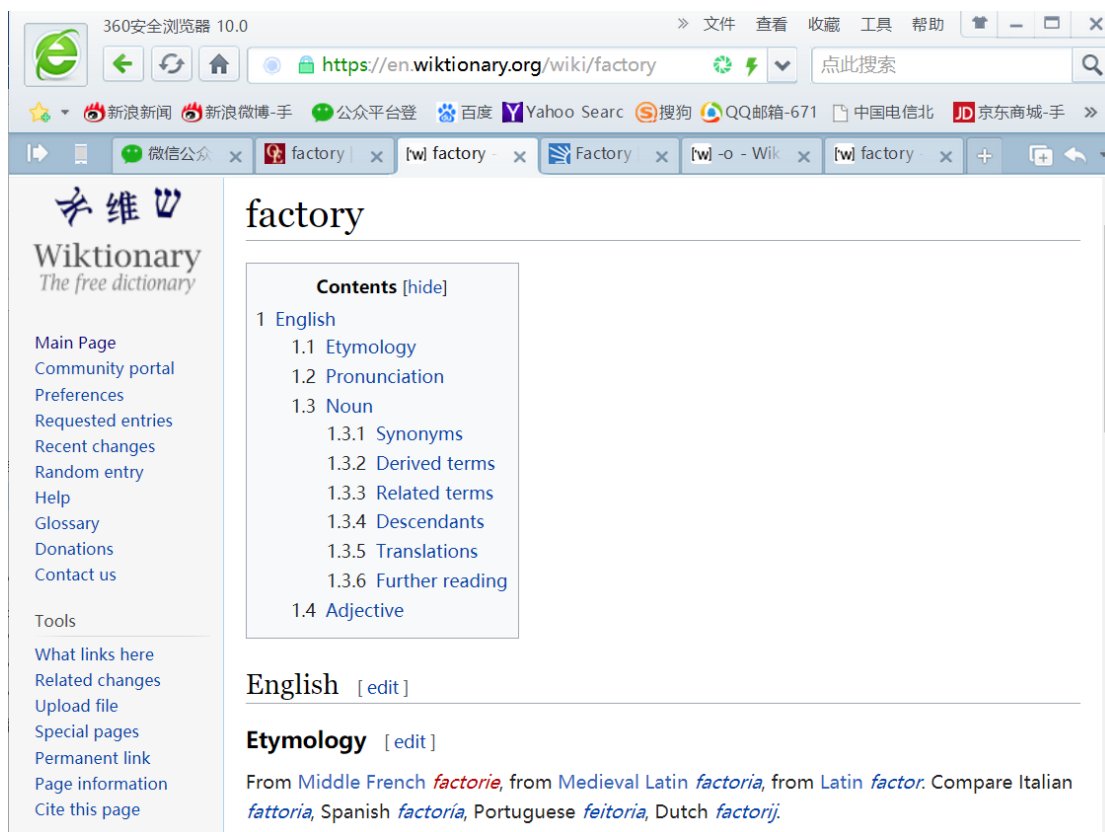 360安全浏览器 10.0 » 文件 查看 收藏 工具 帮助
https://en.wiktionary.org/wiki/factory 点此搜索
新浪新闻 新浪微博-手 公众平台登 百度 Yahoo Searc 搜狗 QQ邮箱-671 中国电信北 JD 京东商城-手 »
微信公众 factory ['w] factory - Factory ['w] -o - Wik ['w] factory -
维
Wiktionary
The free dictionary
Main Page
Community portal
Preferences
Requested entries
Recent changes
Random entry
Help
Glossary
Donations
Contact us
Tools
What links here
Related changes
Upload file
Special pages
Permanent link
Page information
Cite this page
factory
Contents [hide]
1 English
1.1 Etymology
1.2 Pronunciation
1.3 Noun
1.3.1 Synonyms
1.3.2 Derived terms
1.3.3 Related terms
1.3.4 Descendants
1.3.5 Translations
1.3.6 Further reading
1.4 Adjective
English [ edit ]
Etymology [ edit ]
From Middle French factorie, from Medieval Latin factoria, from Latin factor. Compare Italian
fattoria, Spanish factoría, Portuguese feitoria, Dutch factorij.